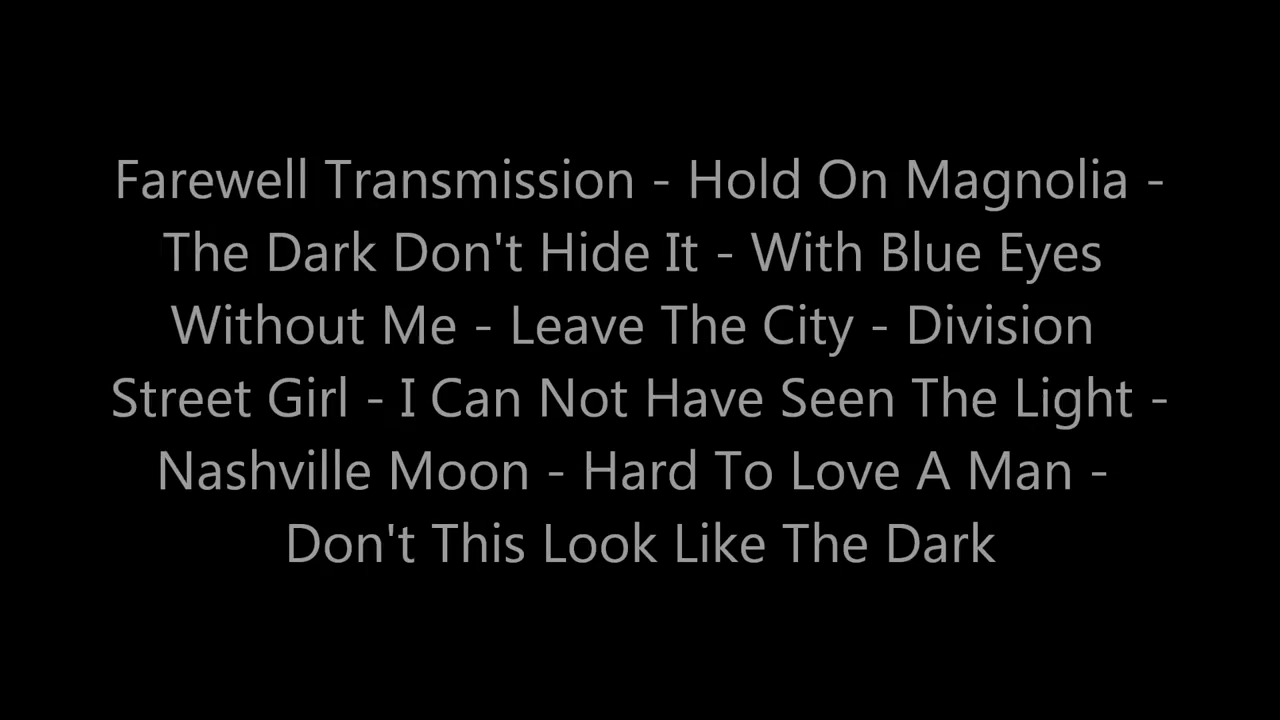 Farewell Transmission - Hold On Magnolia -
The Dark Don't Hide It - With Blue Eyes
Without Me - Leave The City - Division
Street Girl - I Can Not Have Seen The Light -
Nashville Moon - Hard To Love A Man -
Don't This Look Like The Dark